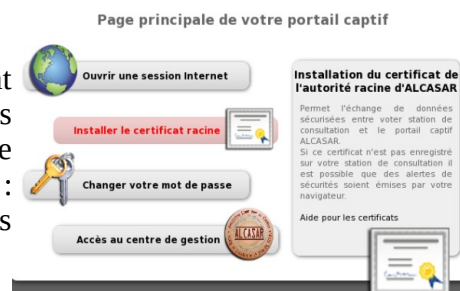 Page principale de votre portail captif
Ouvrir une session Internet
Installer le certificat racine
Changer votre mot de passe
Accès au centre de gestion
ALCASAR
Installation du certificat de
l'autorité racine d'ALCASAR
Permet l'échange de données
sécurisées entre voter station de
consultation et le portail captif
ALCASAR.
Si ce certificat n'est pas enregistré
sur votre station de consultation il
est possible que des alertes de
sécurités soient émises par votre
navigateur.
Aide pour les certificats